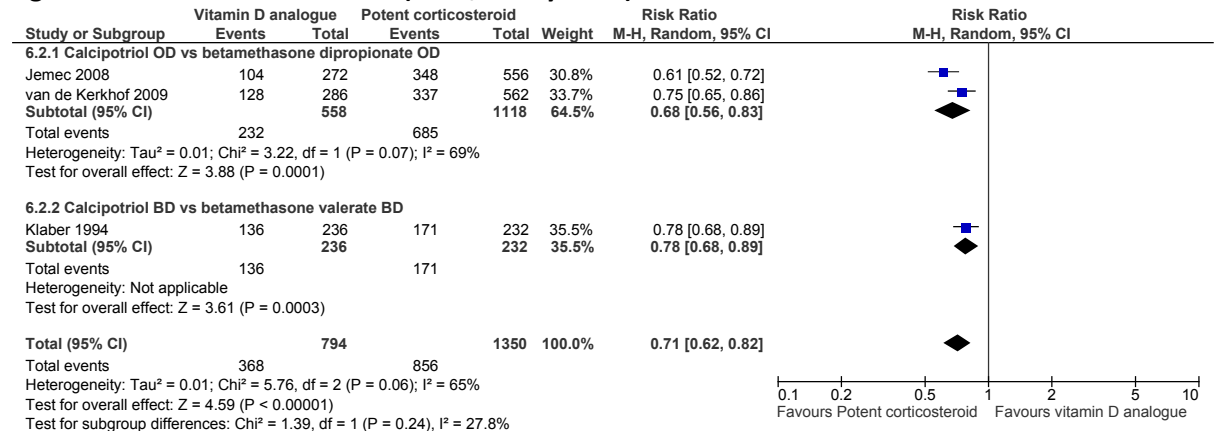 Vitamin D analogue Potent corticosteroid Risk Ratio Risk Ratio
Study or Subgroup Events Total Events Total Weight M-H, Random, 95% CI M-H, Random, 95% CI
6.2.1 Calcipotriol OD vs betamethasone dipropionate OD
Jemec 2008 104 272 348 556 30.8% 0.61 [0.52, 0.72]
van de Kerkhof 2009 128 286 337 562 33.7% 0.75 [0.65, 0.86]
Subtotal (95% CI) 558 1118 64.5% 0.68 [0.56, 0.83]
Total events 232 685
Heterogeneity: Tau² = 0.01; Chi² = 3.22, df = 1 (P = 0.07); I² = 69%
Test for overall effect: Z = 3.88 (P = 0.0001)
6.2.2 Calcipotriol BD vs betamethasone valerate BD
Klaber 1994 136 236 171 232 35.5% 0.78 [0.68, 0.89]
Subtotal (95% CI) 236 232 35.5% 0.78 [0.68, 0.89]
Total events 136 171
Heterogeneity: Not applicable
Test for overall effect: Z = 3.61 (P = 0.0003)
Total (95% CI) 794 1350 100.0% 0.71 [0.62, 0.82]
Total events 368 856
Heterogeneity: Tau² = 0.01; Chi² = 5.76, df = 2 (P = 0.06); I² = 65%
Test for overall effect: Z = 4.59 (P < 0.00001)
Test for subgroup differences: Chi² = 1.39, df = 1 (P = 0.24), I² = 27.8%
0.1 0.2 0.5 1 2 5 10
Favours Potent corticosteroid Favours vitamin D analogue